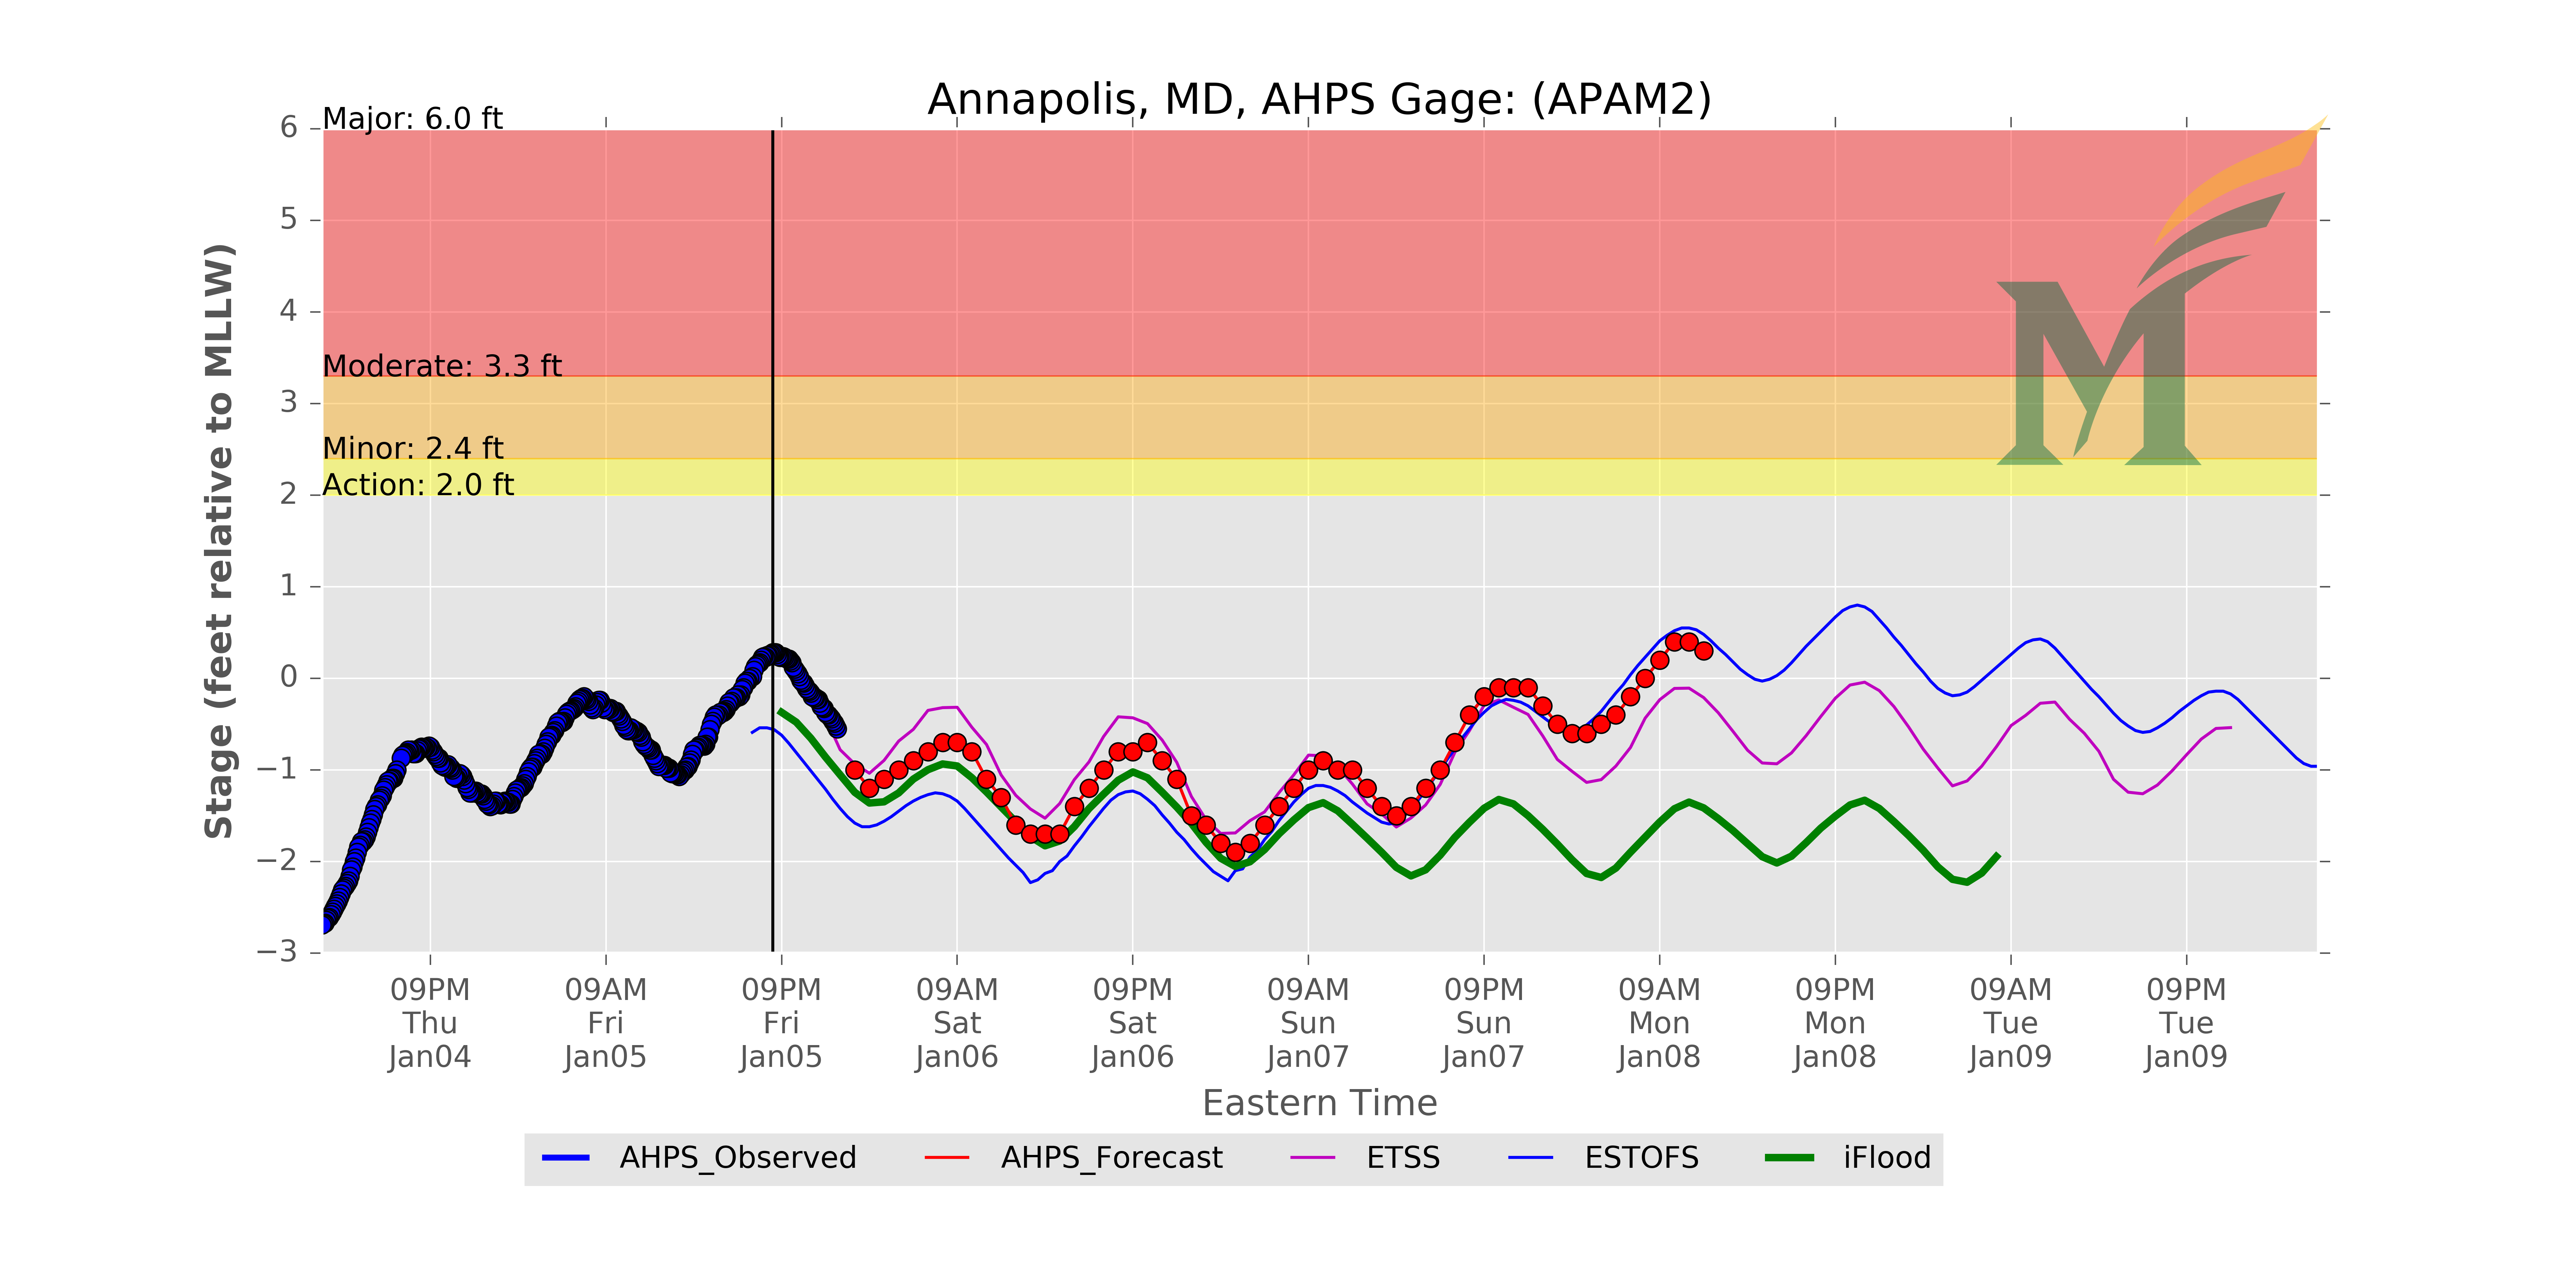 Annapolis, MD, AHPS Gage: (APAM2)
Major: 6.0 ft
Moderate: 3.3 ft
Minor: 2.4 ft
Action: 2.0 ft
6
5
4
3
2
1
0
−1
−2
−3
Stage (feet relative to MLLW)
09PM 09AM 09PM 09AM 09PM 09AM 09PM 09AM 09PM 09AM 09PM
Thu Fri Fri Sat Sat Sun Sun Mon Mon Tue Tue
Jan04 Jan05 Jan05 Jan06 Jan06 Jan07 Jan07 Jan08 Jan08 Jan09 Jan09
Eastern Time
AHPS_Observed AHPS_Forecast ETSS ESTOFS iFlood
M